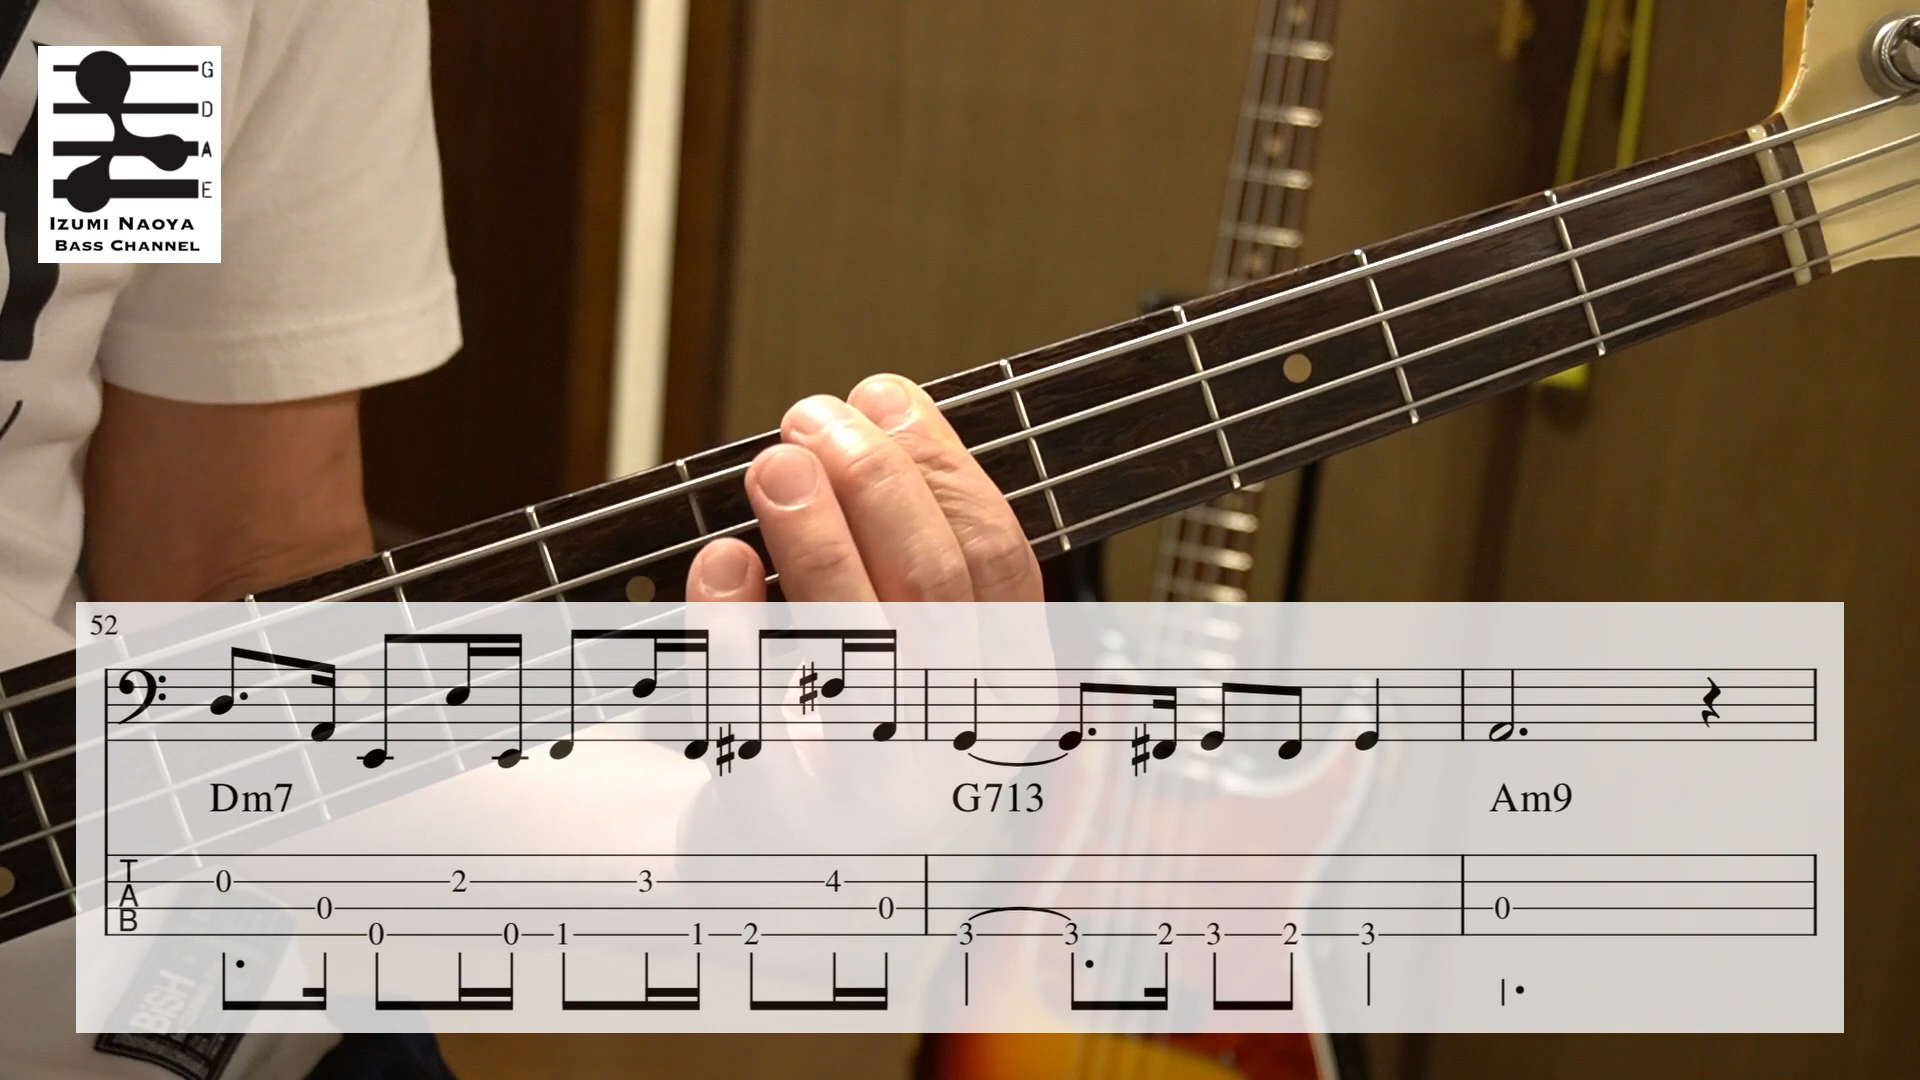 G
D
A
E
IZUMI NAOYA
BASS CHANNEL
52
Dm7 G713 Am9
T
A
B
0 2 3 4
0 0 0
0 0 1 1 2 3 3 2 3 2 3
BISH